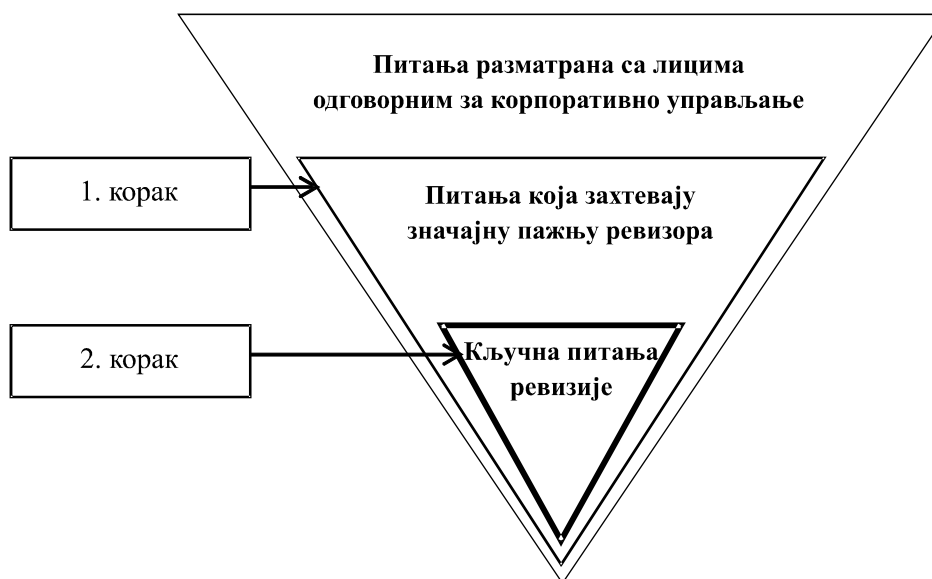 Питања разматрана са лицима
одговорним за корпоративно управљање
1. корак
Питања која захтевају
значајну пажњу ревизора
2. корак
Кључна питања
ревизије